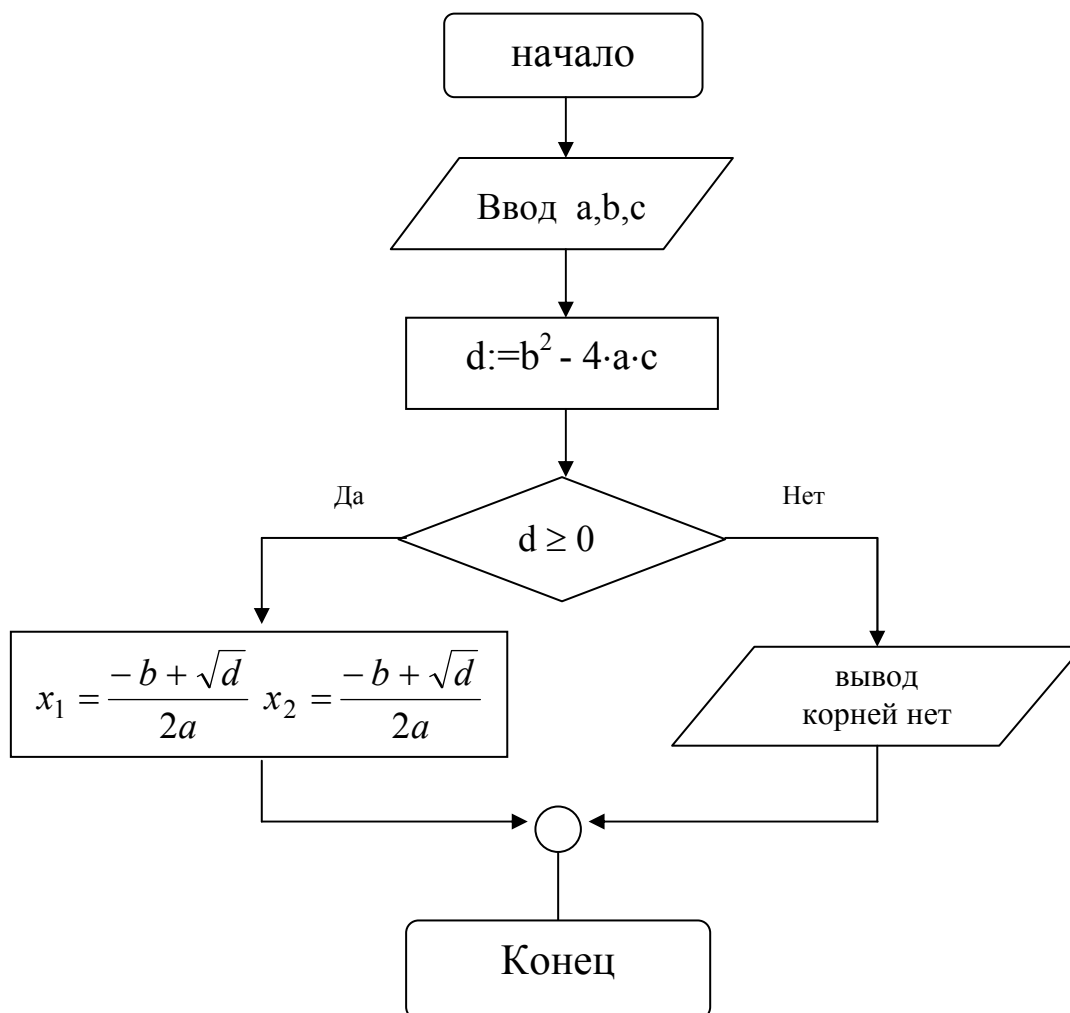 начало
Ввод a,b,c
d:=b² - 4·a·c
Да
Нет
d ≥ 0
x₁ = (-b + √d)/2a x₂ = (-b + √d)/2a
вывод
корней нет
Конец